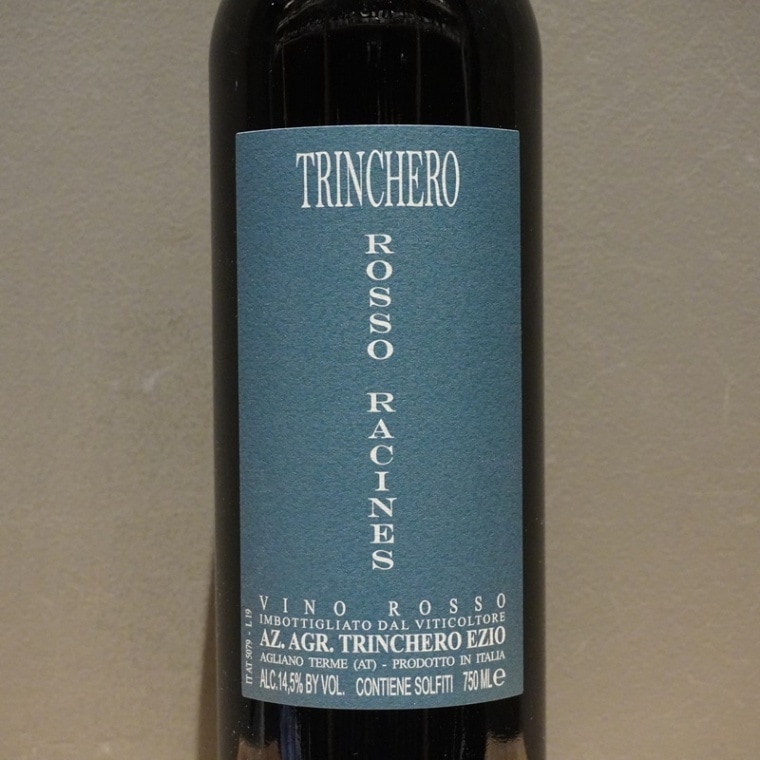 TRINCHERO
ROSSO RACINES
VINO ROSSO
IMBOTTIGLIATO DAL VITICOLTORE
AZ. AGR. TRINCHERO EZIO
AGLIANO TERME (AT) - PRODOTTO IN ITALIA
ALC.14,5% BY VOL. CONTIENE SOLFITI 750 ML e
IT AT 5079 - L 19